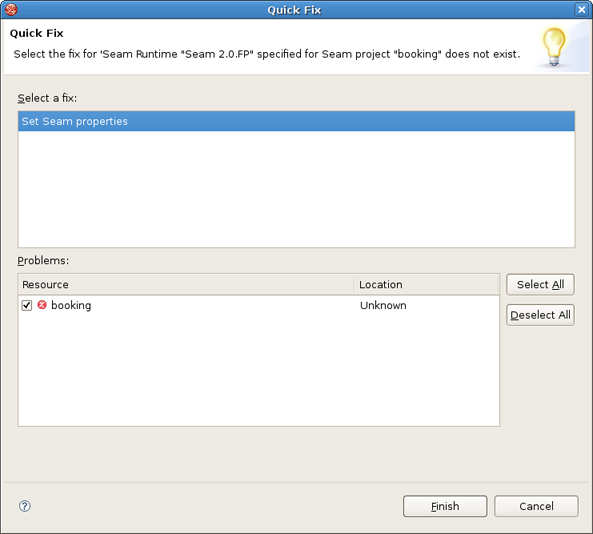 Quick Fix
Quick Fix
Select the fix for 'Seam Runtime "Seam 2.0.FP" specified for Seam project "booking" does not exist.
Select a fix:
Set Seam properties
Problems:
Resource Location
Select All
booking Unknown
Deselect All
Finish Cancel